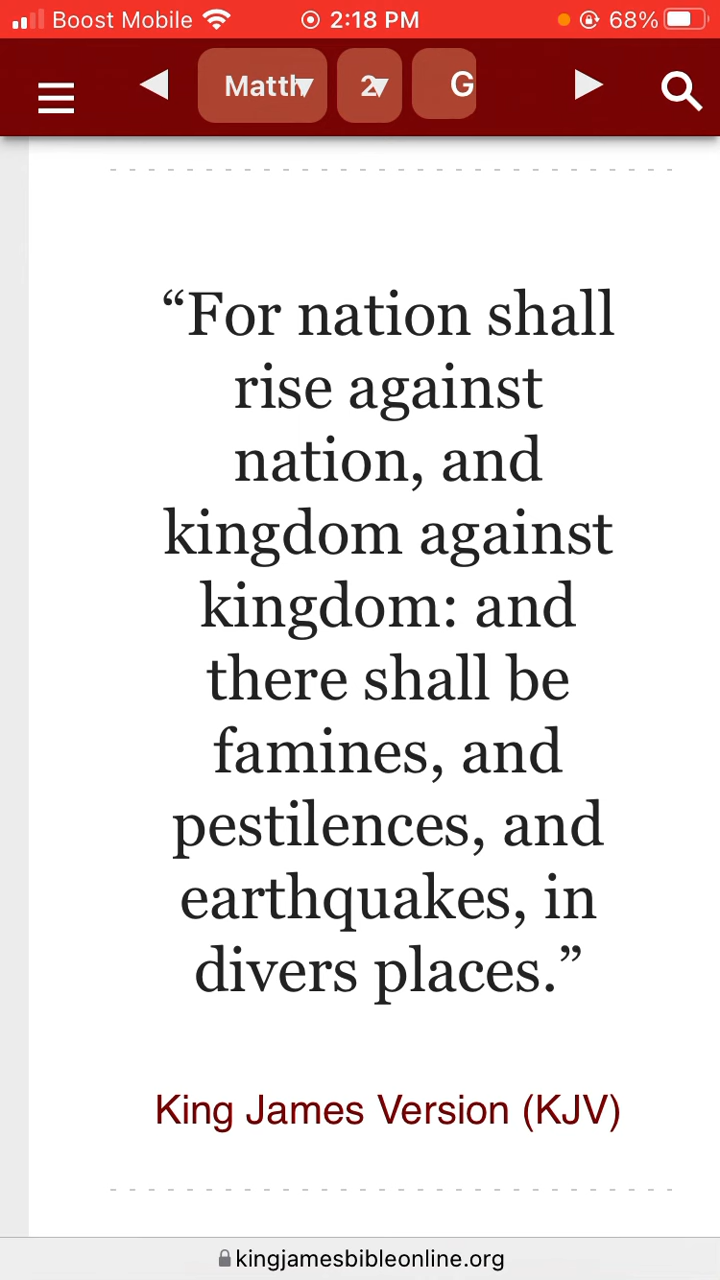 Boost Mobile 2:18 PM 68%
Matth 2 G
“For nation shall
rise against
nation, and
kingdom against
kingdom: and
there shall be
famines, and
pestilences, and
earthquakes, in
divers places.”
King James Version (KJV)
kingjamesbibleonline.org